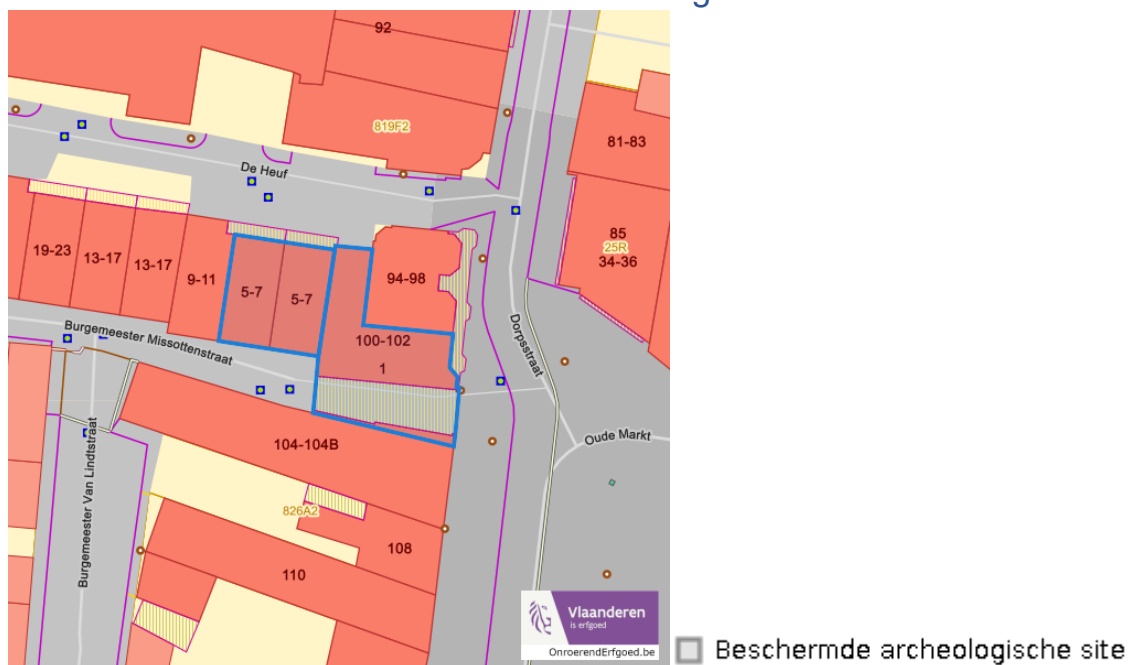 92
819F2
81-83
De Heuf
85
25R
34-36
19-23
13-17
13-17
9-11
5-7
5-7
94-98
100-102
1
Burgemeester Missottenstraat
Dorpsstraat
Oude Markt
104-104B
Burgemeester Van Lindtstraat
826A2
108
110
Vlaanderen
is erfgoed
OnroerendErfgoed.be
Beschermde archeologische site